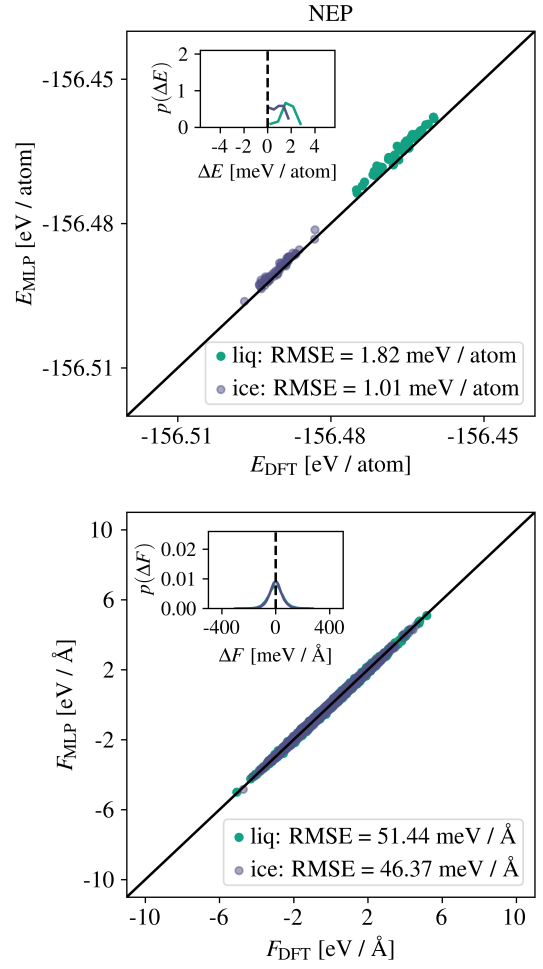 NEP
-156.45
-156.48
-156.51
E_MLP [eV / atom]
2
1
0
p(ΔE)
-4 -2 0 2 4
ΔE [meV / atom]
liq: RMSE = 1.82 meV / atom
ice: RMSE = 1.01 meV / atom
-156.51 -156.48 -156.45
E_DFT [eV / atom]
10
6
2
-2
-6
-10
F_MLP [eV / Å]
0.02
0.01
0.00
p(ΔF)
-400 0 400
ΔF [meV / Å]
liq: RMSE = 51.44 meV / Å
ice: RMSE = 46.37 meV / Å
-10 -6 -2 2 6 10
F_DFT [eV / Å]